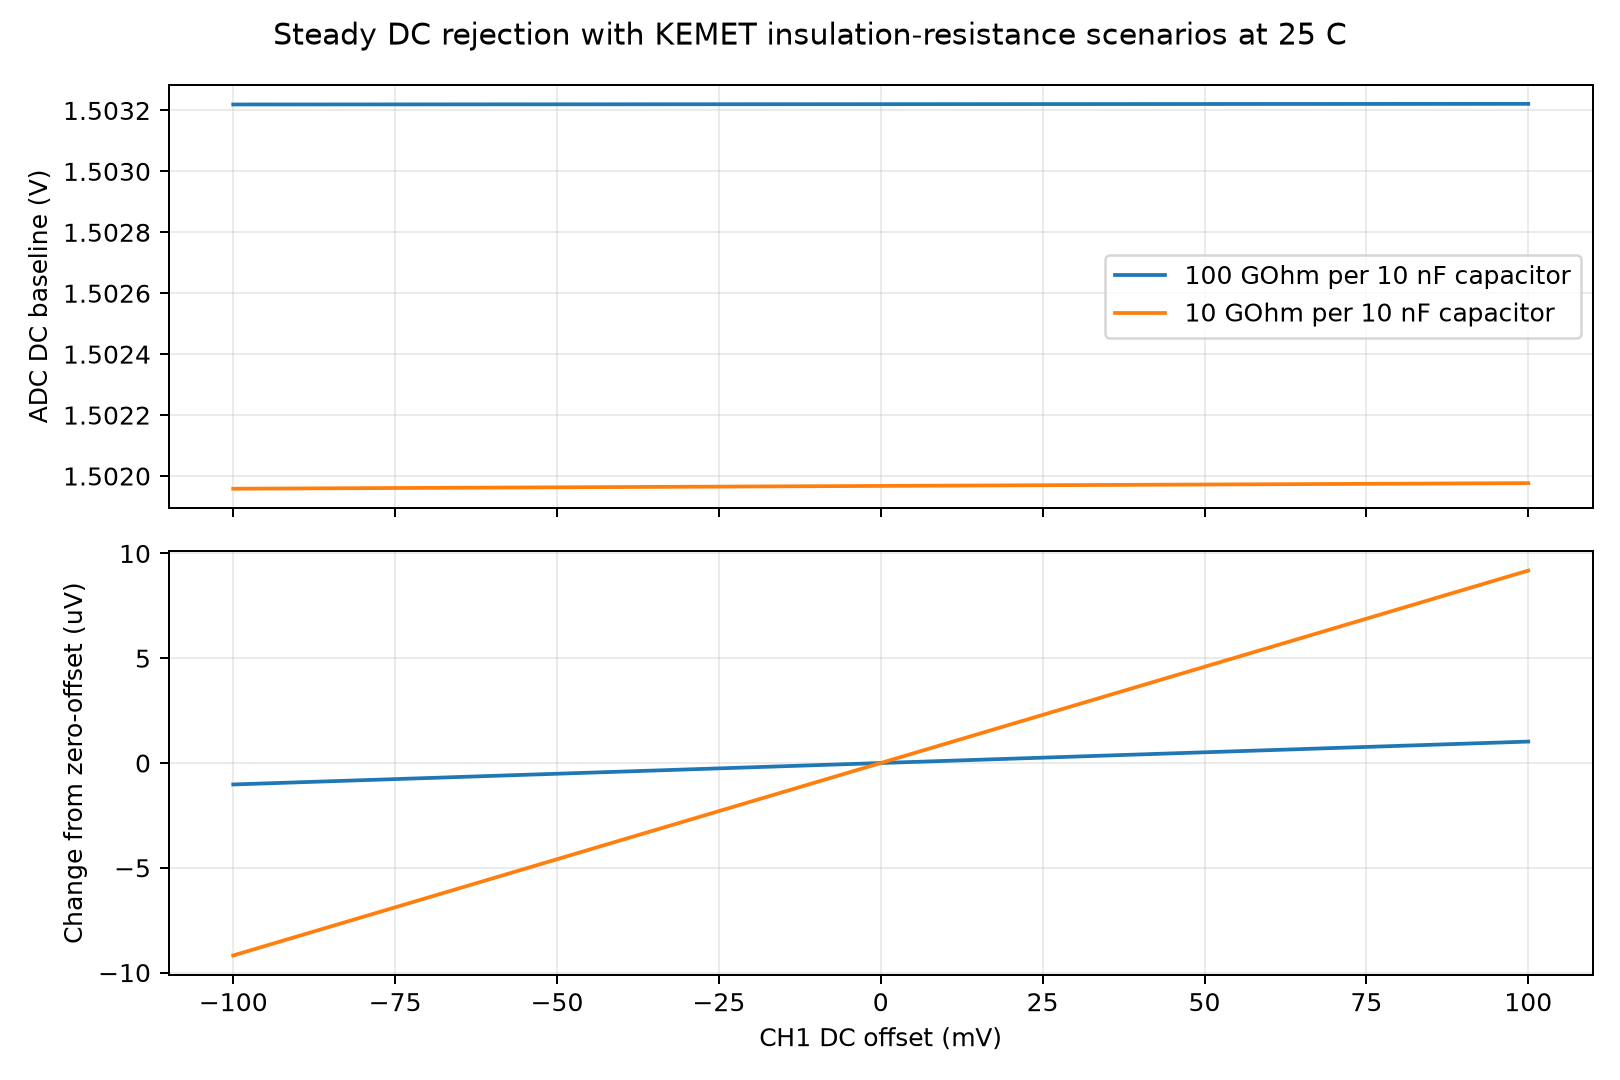 Steady DC rejection with KEMET insulation-resistance scenarios at 25 C
ADC DC baseline (V)
1.5032
1.5030
1.5028
1.5026
1.5024
1.5022
1.5020
100 GOhm per 10 nF capacitor
10 GOhm per 10 nF capacitor
Change from zero-offset (uV)
10
5
0
−5
−10
−100 −75 −50 −25 0 25 50 75 100
CH1 DC offset (mV)